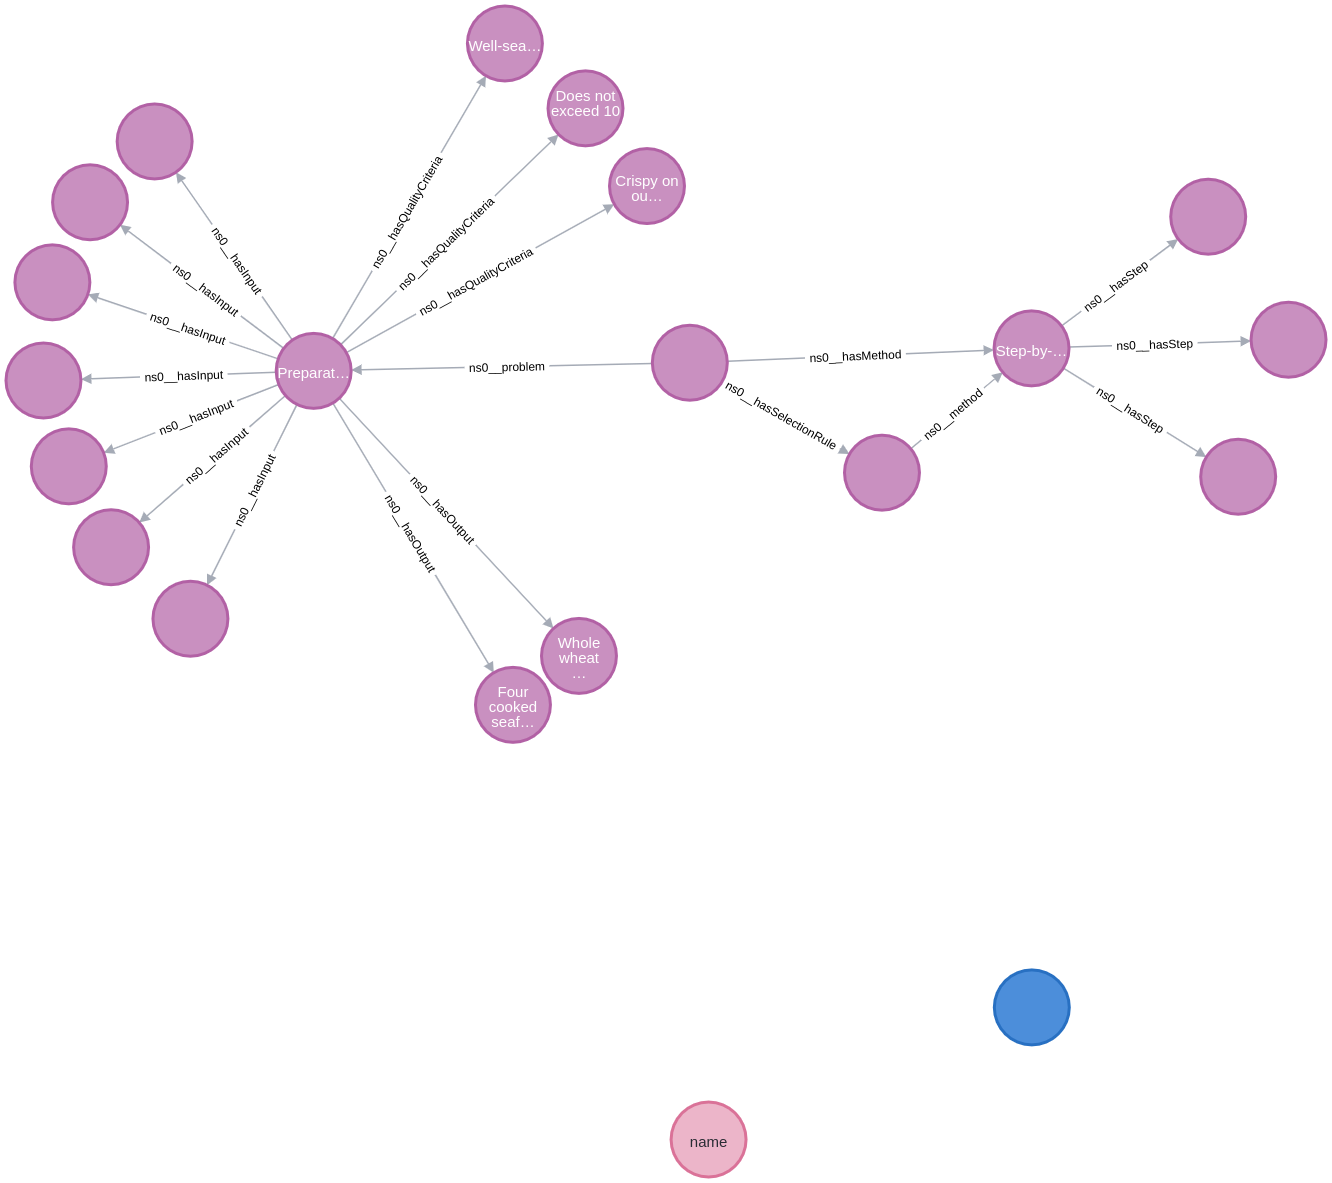 Well-sea…
Does not
exceed 10
Crispy on
ou…
ns0__hasQualityCriteria
ns0__hasQualityCriteria
ns0__hasQualityCriteria
ns0__hasInput
ns0__hasInput
ns0__hasInput
ns0__hasInput
ns0__hasInput
ns0__hasInput
ns0__hasInput
Preparat…
ns0__problem
ns0__hasMethod
ns0__hasSelectionRule
ns0__method
Step-by-…
ns0__hasStep
ns0__hasStep
ns0__hasStep
ns0__hasOutput
ns0__hasOutput
Whole
wheat
…
Four
cooked
seaf…
name